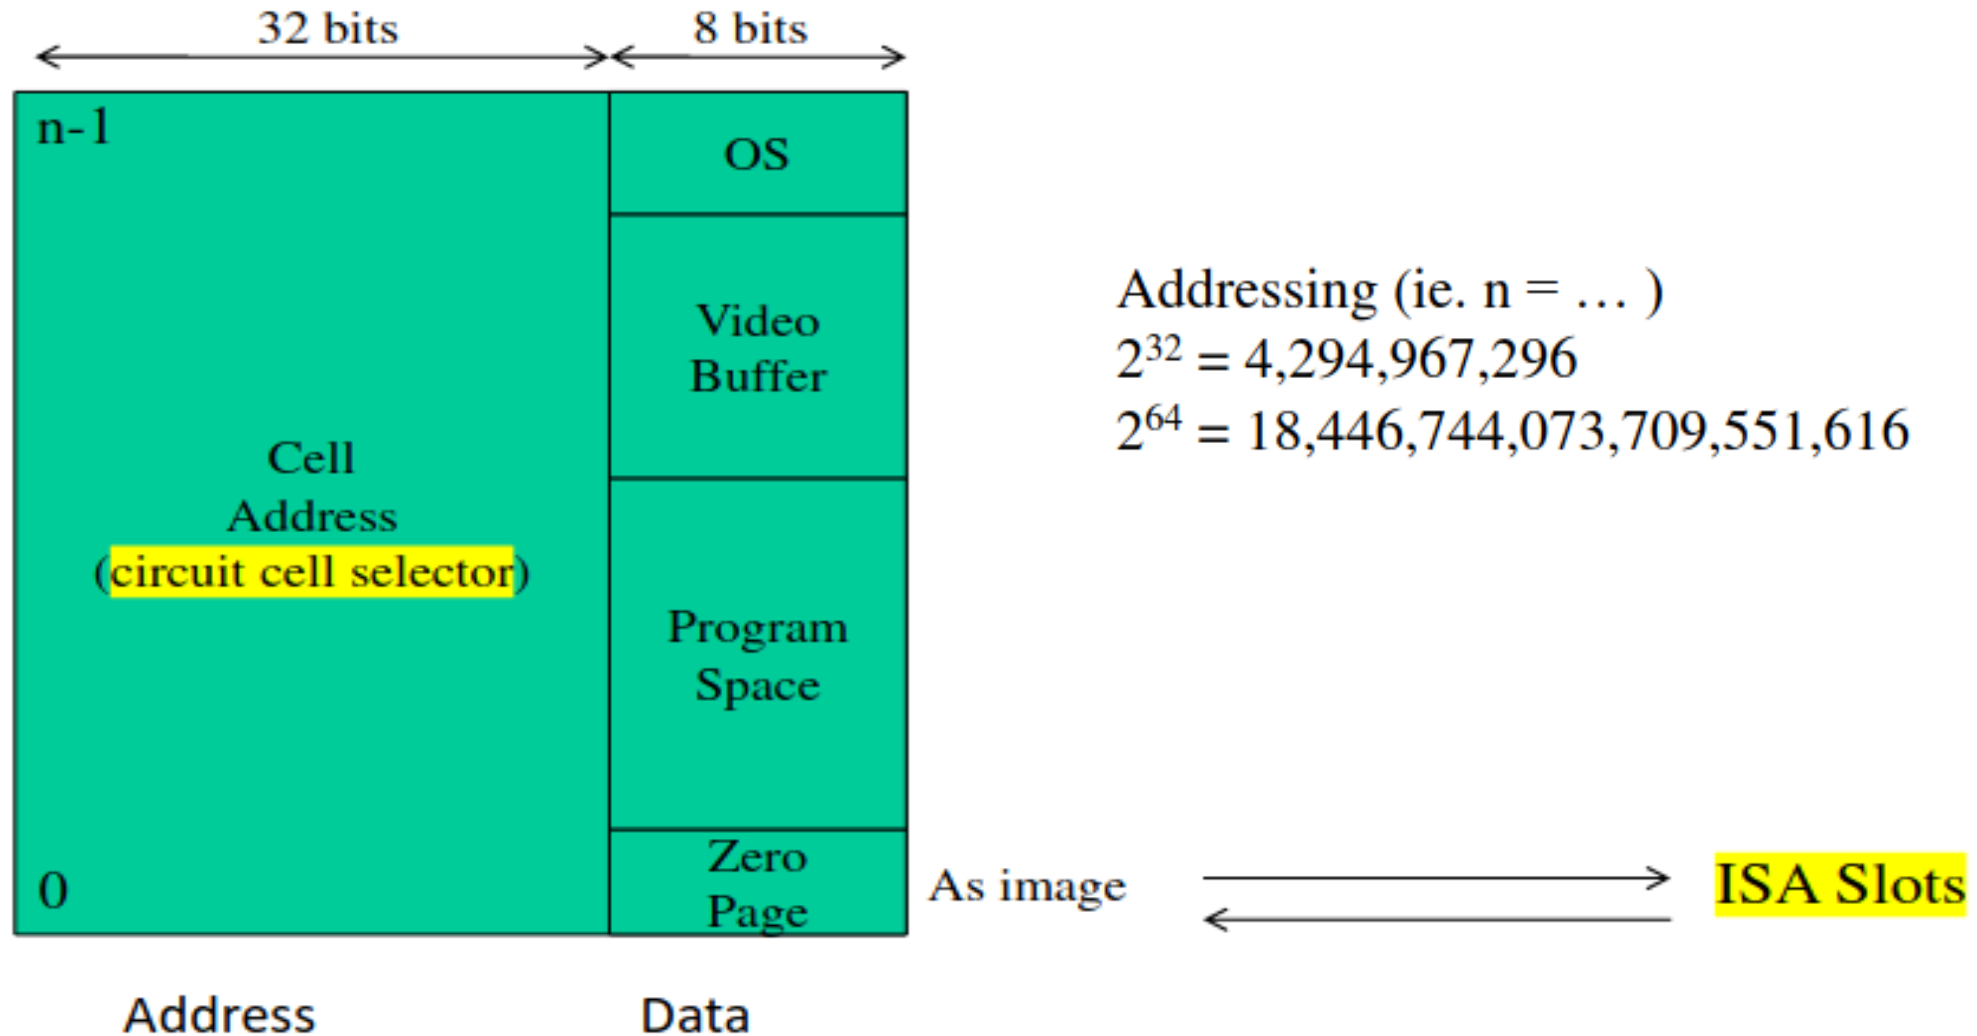 32 bits
8 bits
n-1
OS
Video
Buffer
Addressing (ie. n = … )
2³² = 4,294,967,296
2⁶⁴ = 18,446,744,073,709,551,616
Cell
Address
(circuit cell selector)
Program
Space
0
Zero
Page
As image
ISA Slots
Address
Data